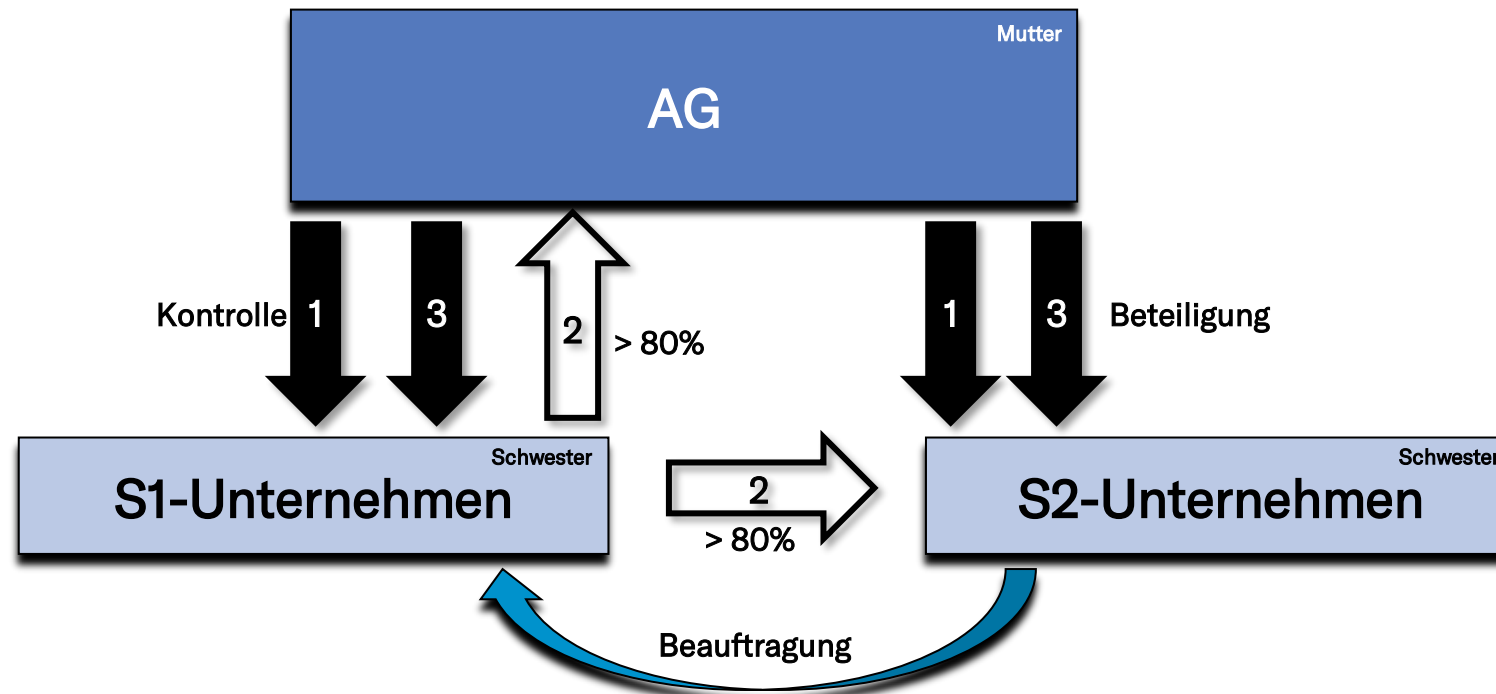 Mutter
AG
Kontrolle 1 3 2 > 80% 1 3 Beteiligung
Schwester
S1-Unternehmen
2
> 80%
Schwester
S2-Unternehmen
Beauftragung